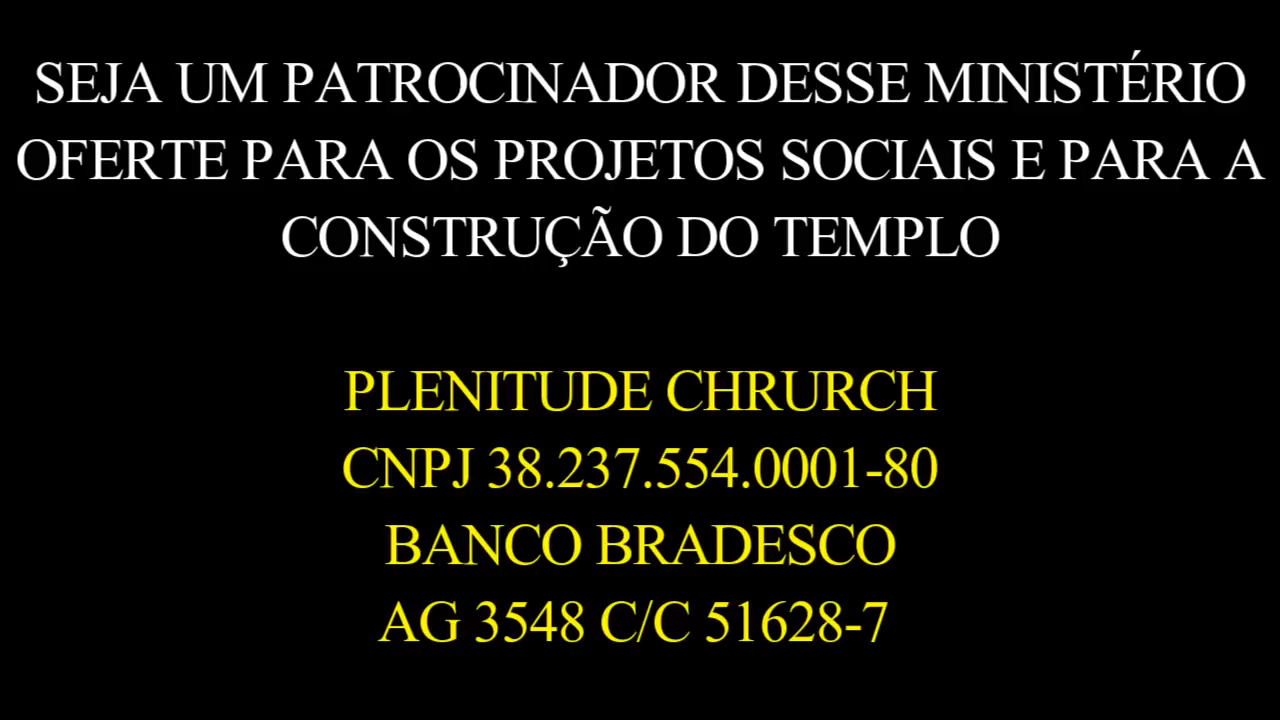 SEJA UM PATROCINADOR DESSE MINISTÉRIO
OFERTE PARA OS PROJETOS SOCIAIS E PARA A
CONSTRUÇÃO DO TEMPLO
PLENITUDE CHRURCH
CNPJ 38.237.554.0001-80
BANCO BRADESCO
AG 3548 C/C 51628-7